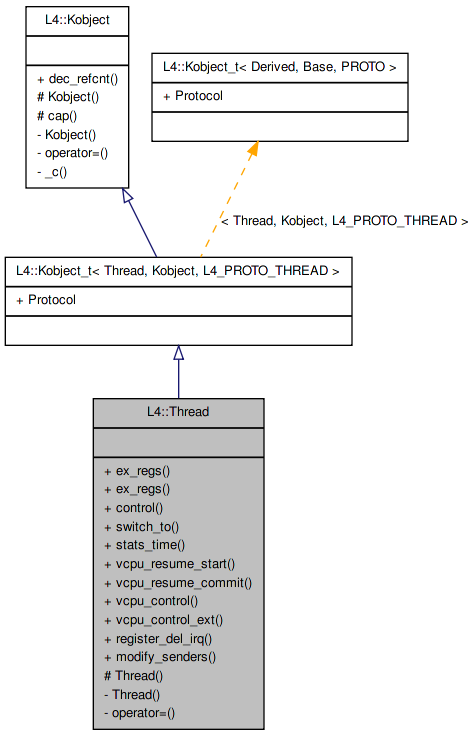 L4::Kobject
+ dec_refcnt()
# Kobject()
# cap()
- Kobject()
- operator=()
- _c()
L4::Kobject_t< Derived, Base, PROTO >
+ Protocol
< Thread, Kobject, L4_PROTO_THREAD >
L4::Kobject_t< Thread, Kobject, L4_PROTO_THREAD >
+ Protocol
L4::Thread
+ ex_regs()
+ ex_regs()
+ control()
+ switch_to()
+ stats_time()
+ vcpu_resume_start()
+ vcpu_resume_commit()
+ vcpu_control()
+ vcpu_control_ext()
+ register_del_irq()
+ modify_senders()
# Thread()
- Thread()
- operator=()